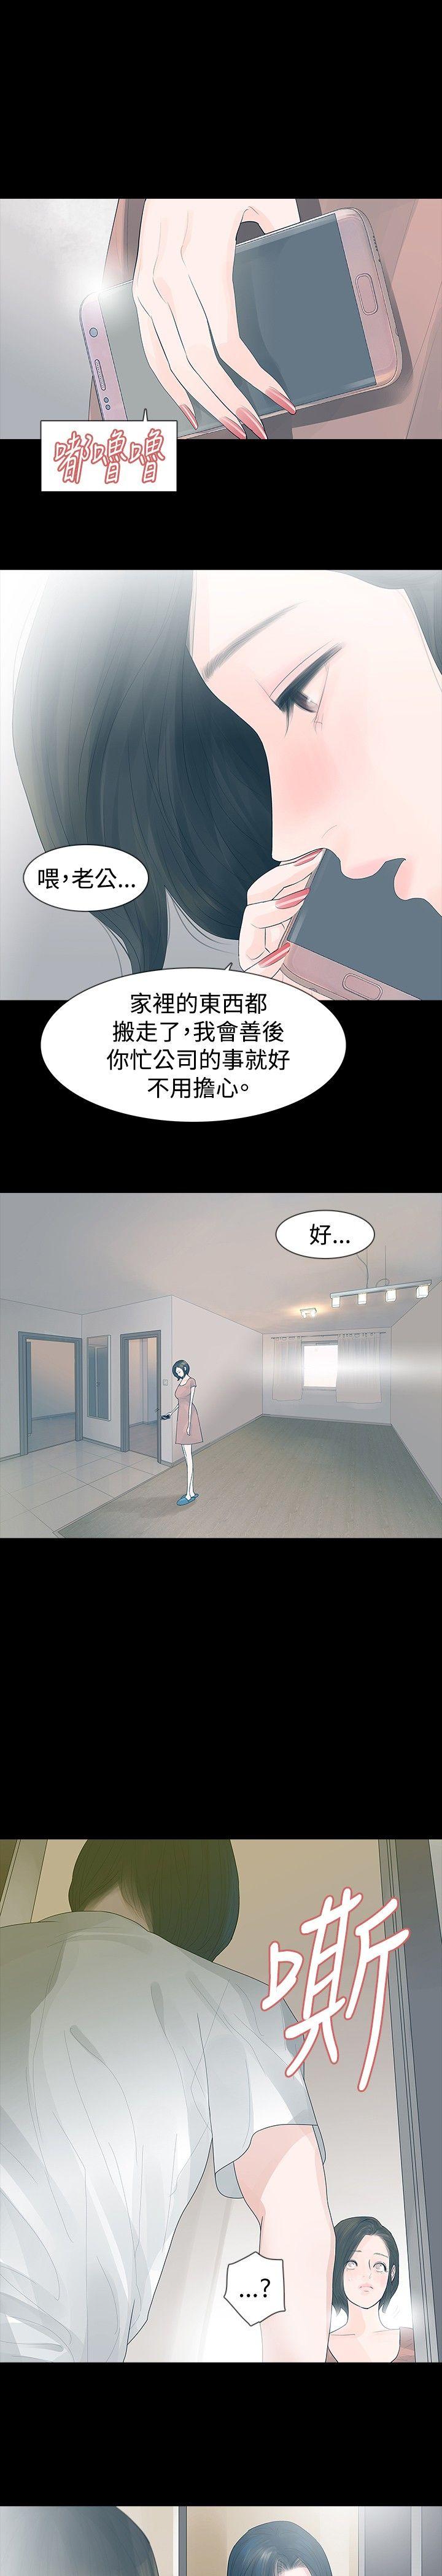 嘟嚕嚕
喂，老公…
家裡的東西都
搬走了，我會善後
你忙公司的事就好
不用擔心。
好…
嘶
…?